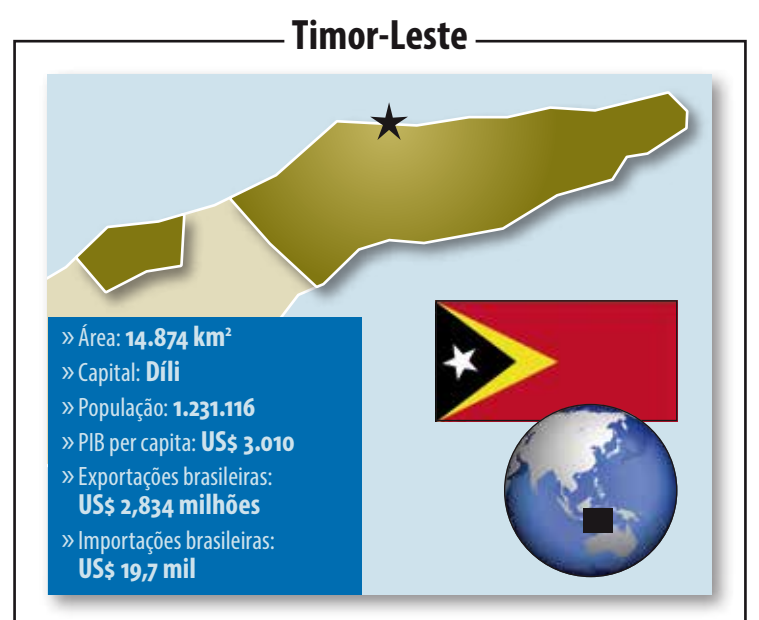 Timor-Leste
» Área: 14.874 km²
» Capital: Díli
» População: 1.231.116
» PIB per capita: US$ 3.010
» Exportações brasileiras:
US$ 2,834 milhões
» Importações brasileiras:
US$ 19,7 mil